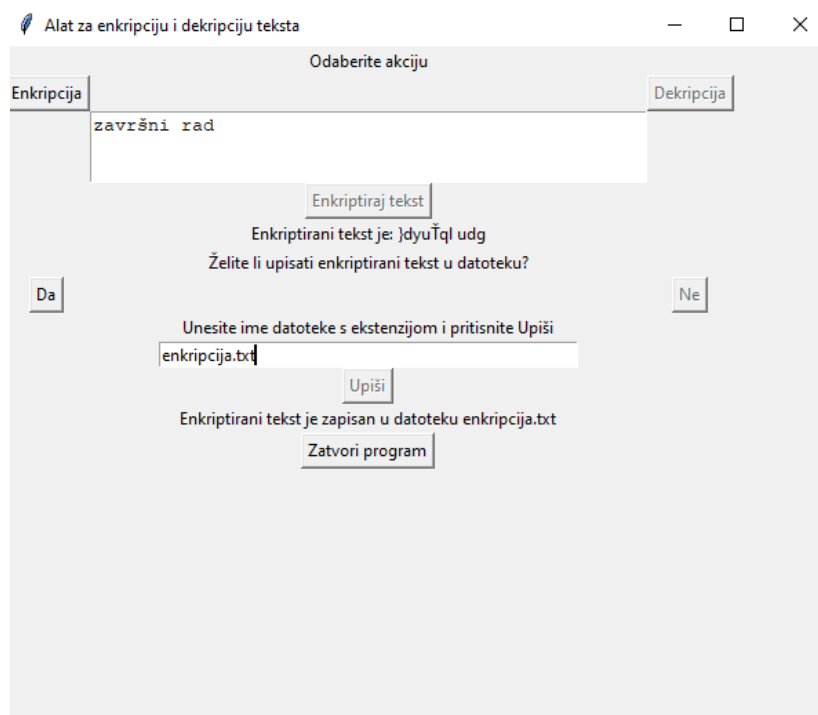 Alat za enkripciju i dekripciju teksta
Odaberite akciju
Enkripcija Dekripcija
završni rad
Enkriptiraj tekst
Enkriptirani tekst je: }dyuŤql udg
Želite li upisati enkriptirani tekst u datoteku?
Da Ne
Unesite ime datoteke s ekstenzijom i pritisnite Upiši
enkripcija.txt
Upiši
Enkriptirani tekst je zapisan u datoteku enkripcija.txt
Zatvori program